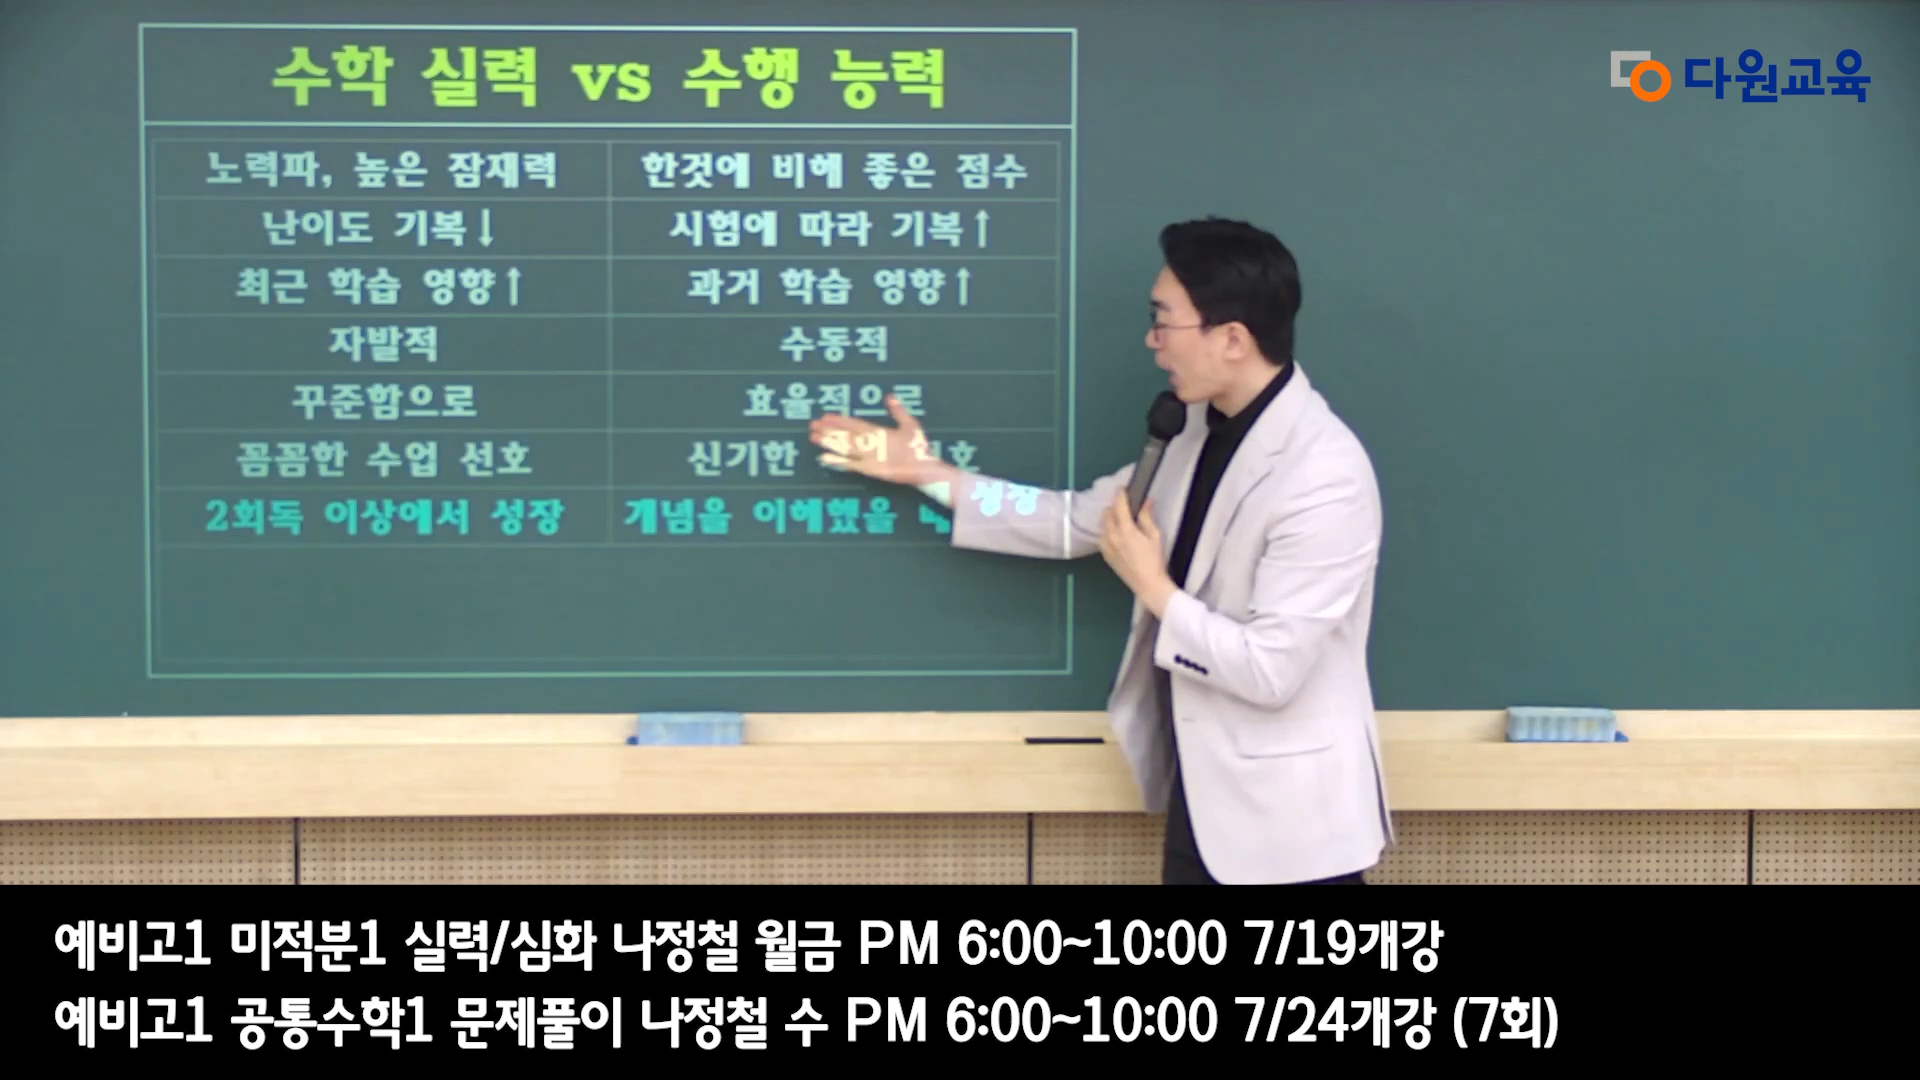 수학 실력 vs 수행 능력
다원교육
노력파, 높은 잠재력 한것에 비해 좋은 점수
난이도 기복↓ 시험에 따라 기복↑
최근 학습 영향↑ 과거 학습 영향↑
자발적 수동적
꾸준함으로 효율적으로
꼼꼼한 수업 선호 신기한 풀이 선호
2회독 이상에서 성장 개념을 이해했을 때 성장
예비고1 미적분1 실력/심화 나정철 월금 PM 6:00~10:00 7/19개강
예비고1 공통수학1 문제풀이 나정철 수 PM 6:00~10:00 7/24개강 (7회)